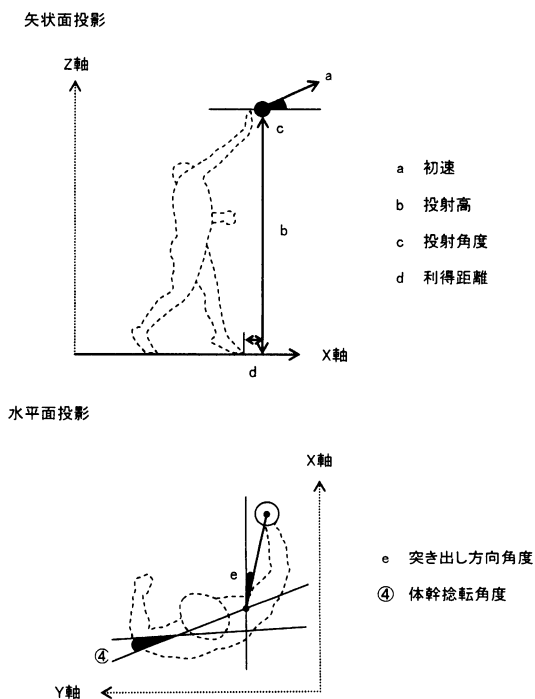 矢状面投影
Z軸
a
c
b
a 初速
b 投射高
c 投射角度
d 利得距離
X軸
d
水平面投影
X軸
e
e 突き出し方向角度
④ 体幹捻転角度
④
Y軸